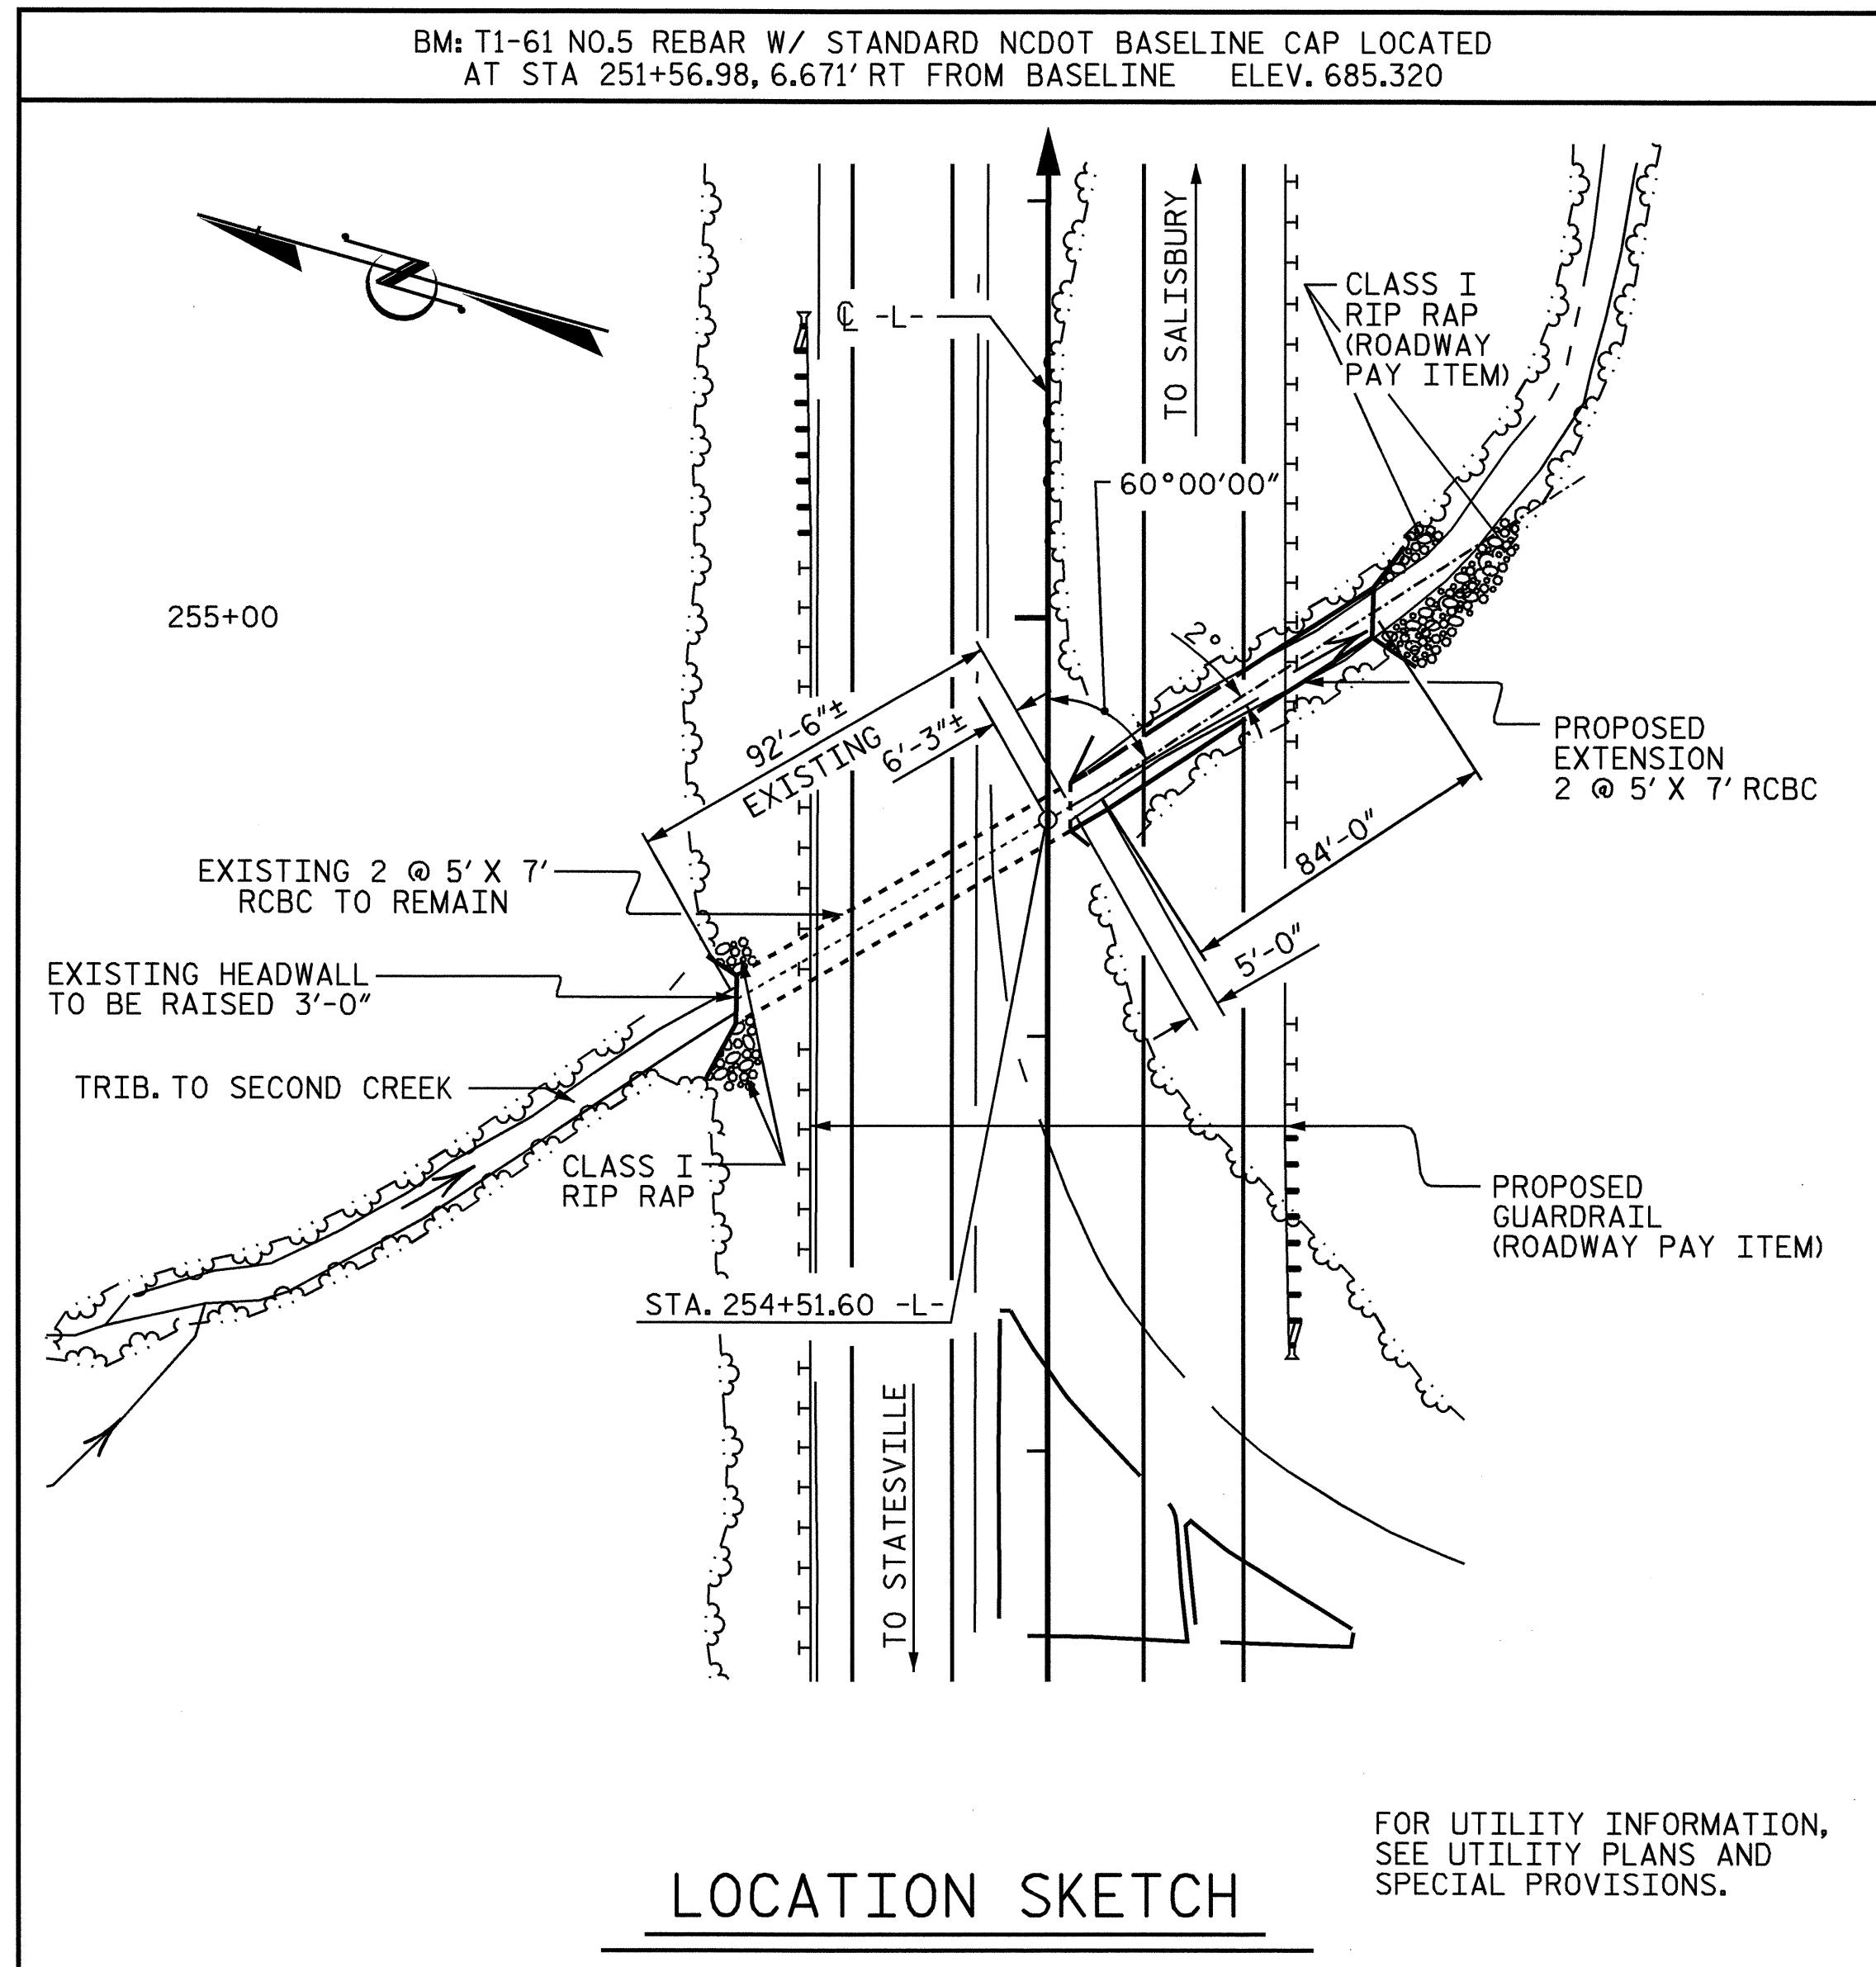 BM: T1-61 NO.5 REBAR W/ STANDARD NCDOT BASELINE CAP LOCATED
AT STA 251+56.98, 6.671' RT FROM BASELINE ELEV. 685.320
TO SALISBURY
CLASS I
RIP RAP
(ROADWAY
PAY ITEM)
℄ -L-
60°00'00"
255+00
2°
92'-6"±
EXISTING
6'-3"±
PROPOSED
EXTENSION
2 @ 5' X 7' RCBC
84'-0"
5'-0"
EXISTING 2 @ 5' X 7'
RCBC TO REMAIN
EXISTING HEADWALL
TO BE RAISED 3'-0"
TRIB. TO SECOND CREEK
CLASS I
RIP RAP
PROPOSED
GUARDRAIL
(ROADWAY PAY ITEM)
STA. 254+51.60 -L-
TO STATESVILLE
FOR UTILITY INFORMATION,
SEE UTILITY PLANS AND
SPECIAL PROVISIONS.
LOCATION SKETCH